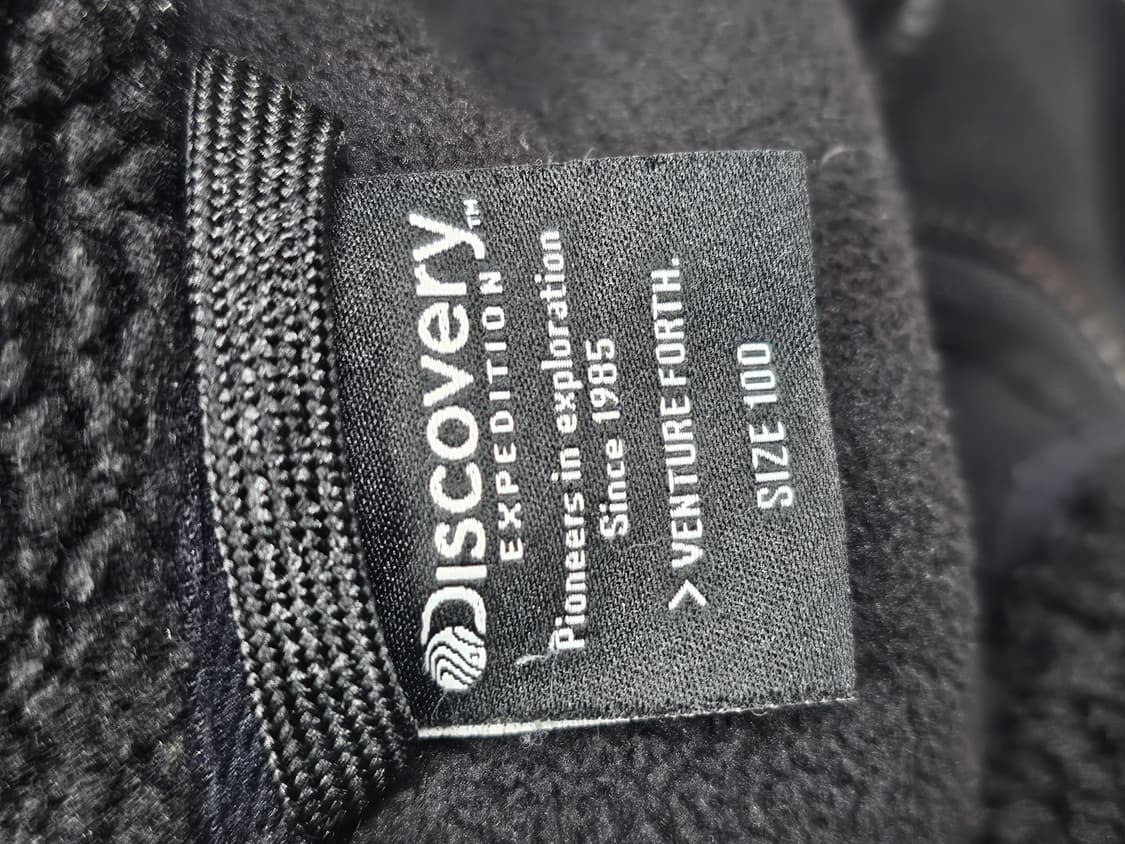 Discovery™
EXPEDITION
Pioneers in exploration
Since 1985
> VENTURE FORTH.
SIZE 100